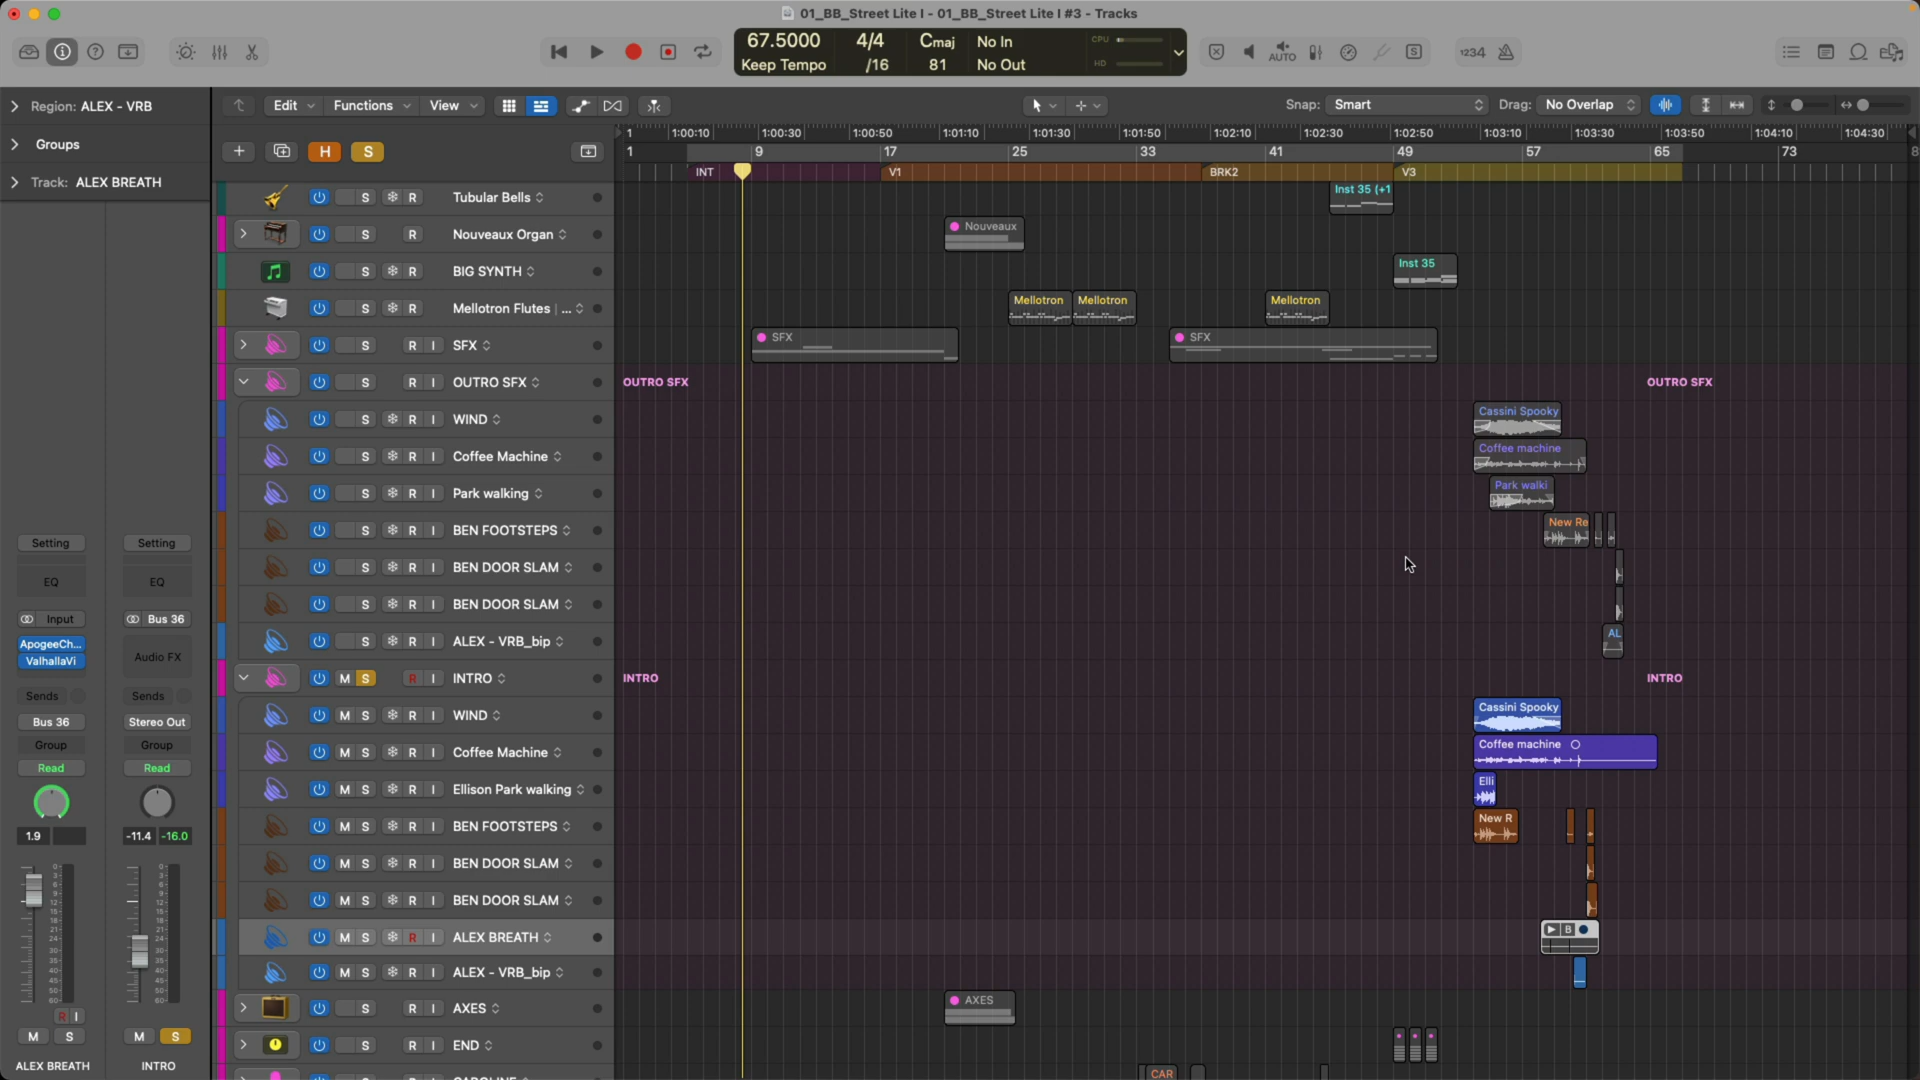 01_BB_Street Lite I - 01_BB_Street Lite I #3 - Tracks
67.5000 4/4 Cmaj No In CPU
Keep Tempo /16 81 No Out HD
AUTO 1234
Region: ALEX - VRB
Edit Functions View Snap: Smart Drag: No Overlap
1 1:00:10 1:00:30 1:00:50 1:01:10 1:01:30 1:01:50 1:02:10 1:02:30 1:02:50 1:03:10 1:03:30 1:03:50 1:04:10 1:04:30
Groups
H S
1 9 17 25 33 41 49 57 65 73 8
INT V1 BRK2 V3
Track: ALEX BREATH
S R Tubular Bells Inst 35 (+1
S R Nouveaux Organ Nouveaux
S R BIG SYNTH Inst 35
S R Mellotron Flutes | ... Mellotron Mellotron Mellotron
S R I SFX SFX SFX
S R I OUTRO SFX OUTRO SFX OUTRO SFX
S R I WIND Cassini Spooky
S R I Coffee Machine Coffee machine
S R I Park walking Park walki
S R I BEN FOOTSTEPS New Re
S R I BEN DOOR SLAM
S R I BEN DOOR SLAM
S R I ALEX - VRB_bip AL
M S R I INTRO INTRO INTRO
M S R I WIND Cassini Spooky
M S R I Coffee Machine Coffee machine
M S R I Ellison Park walking Elli
M S R I BEN FOOTSTEPS New R
M S R I BEN DOOR SLAM
M S R I BEN DOOR SLAM
M S R I ALEX BREATH B
M S R I ALEX - VRB_bip
S R I AXES AXES
S R I END
CAR
Setting Setting
EQ EQ
Input Bus 36
ApogeeCh...
ValhallaVi Audio FX
Sends Sends
Bus 36 Stereo Out
Group Group
Read Read
1.9 -11.4 -16.0
R I
M S M S
ALEX BREATH INTRO